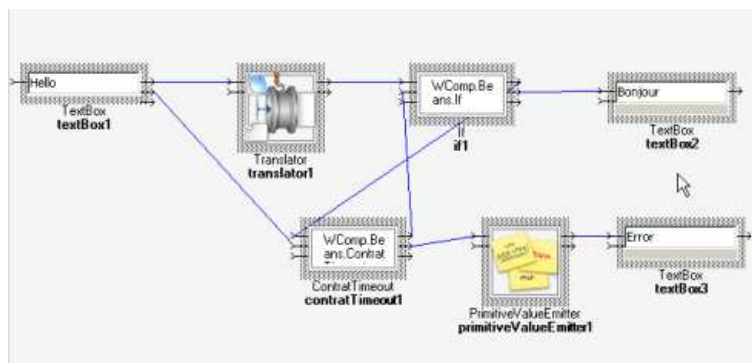 Hello
TextBox
textBox1
Translator
translator1
WComp.Be
ans.If
If
if1
Bonjour
TextBox
textBox2
WComp.Be
ans.Contrat
ContratTimeout
contratTimeout1
PrimitiveValueEmitter
primitiveValueEmitter1
Error
TextBox
textBox3